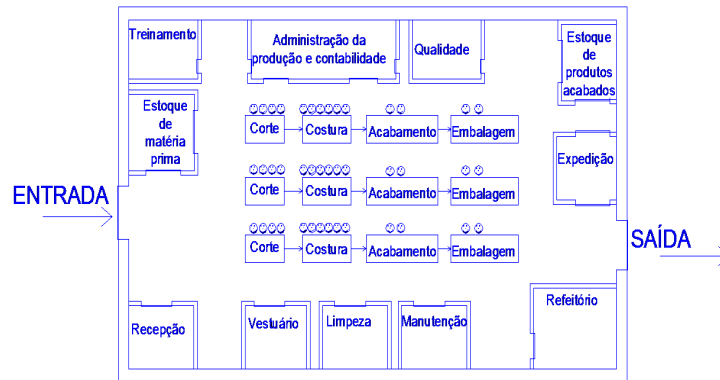 Treinamento
Administração da
produção e contabilidade
Qualidade
Estoque
de
produtos
acabados
Estoque
de
matéria
prima
Corte
Costura
Acabamento
Embalagem
Expedição
Corte
Costura
Acabamento
Embalagem
ENTRADA
Corte
Costura
Acabamento
Embalagem
SAÍDA
Recepção
Vestuário
Limpeza
Manutenção
Refeitório